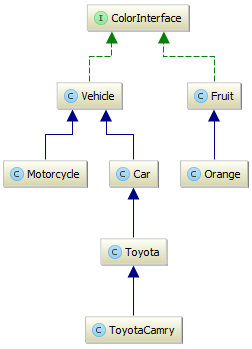 I ColorInterface
C Vehicle
C Fruit
C Motorcycle
C Car
C Orange
C Toyota
C ToyotaCamry